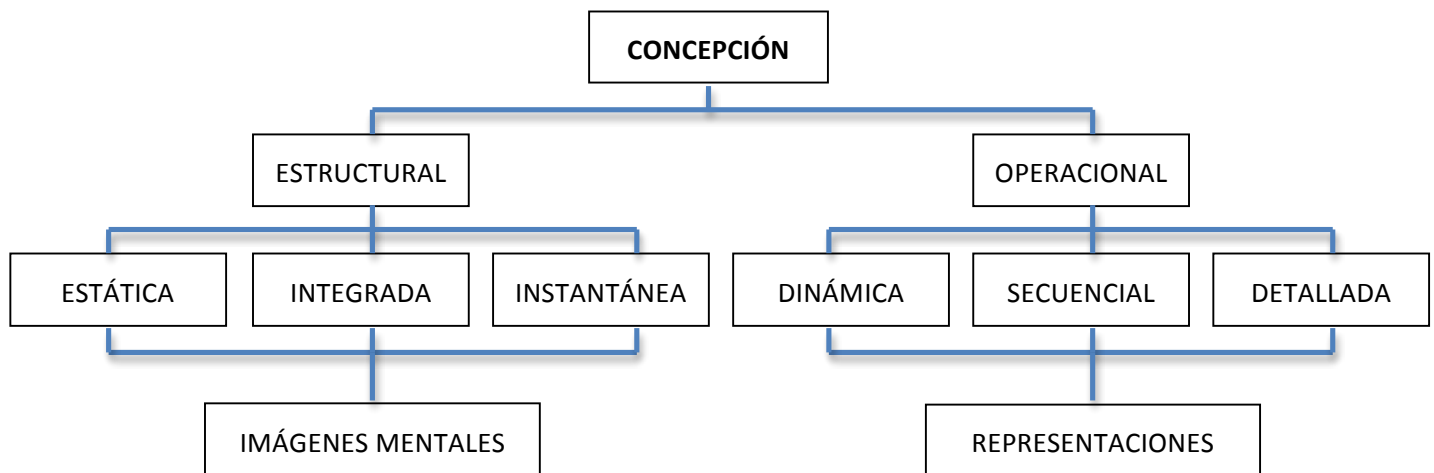 CONCEPCIÓN
ESTRUCTURAL
OPERACIONAL
ESTÁTICA
INTEGRADA
INSTANTÁNEA
DINÁMICA
SECUENCIAL
DETALLADA
IMÁGENES MENTALES
REPRESENTACIONES